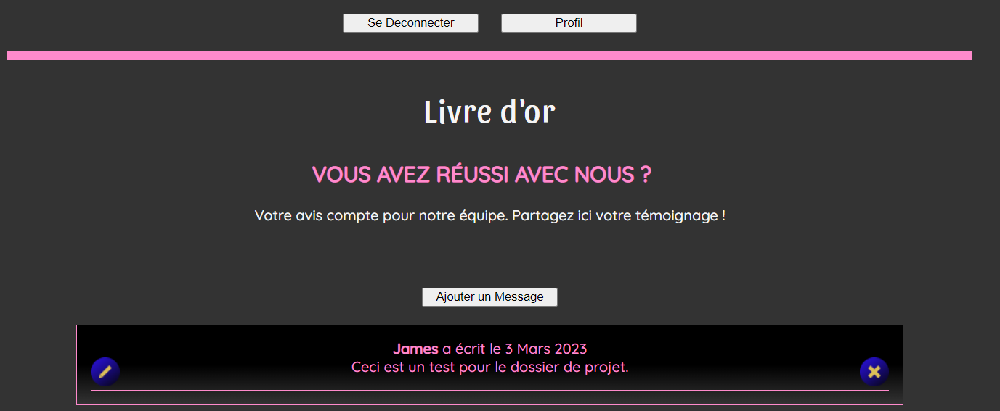 Se Deconnecter Profil
Livre d'or
VOUS AVEZ RÉUSSI AVEC NOUS ?
Votre avis compte pour notre équipe. Partagez ici votre témoignage !
Ajouter un Message
James a écrit le 3 Mars 2023
Ceci est un test pour le dossier de projet.